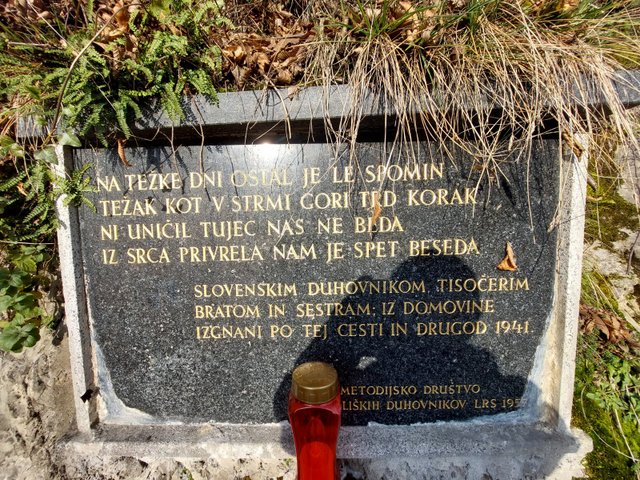 NA TEŽKE DNI OSTAL JE LE SPOMIN
TEŽAK KOT V STRMI GORI TRD KORAK
NI UNIČIL TUJEC NAS NE BEDA
IZ SRCA PRIVRELA NAM JE SPET BESEDA
SLOVENSKIM DUHOVNIKOM, TISOČERIM
BRATOM IN SESTRAM, IZ DOMOVINE
IZGNANI PO TEJ CESTI IN DRUGOD 1941
METODIJSKO DRUŠTVO
DUHOVNIKOV LRS